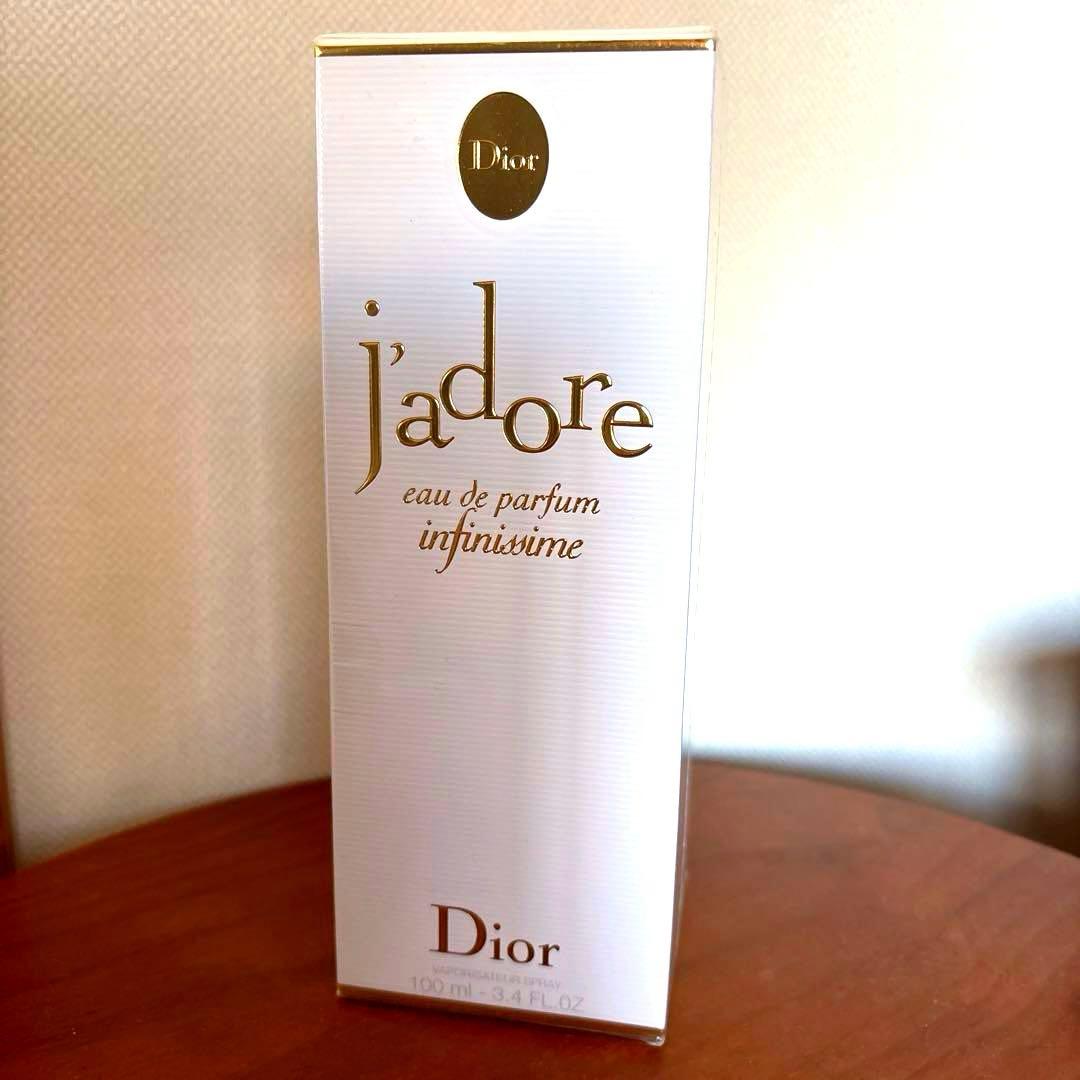 Dior
j'adore
eau de parfum
infinissime
Dior
VAPORISATEUR SPRAY
100 ml - 3.4 FL.OZ